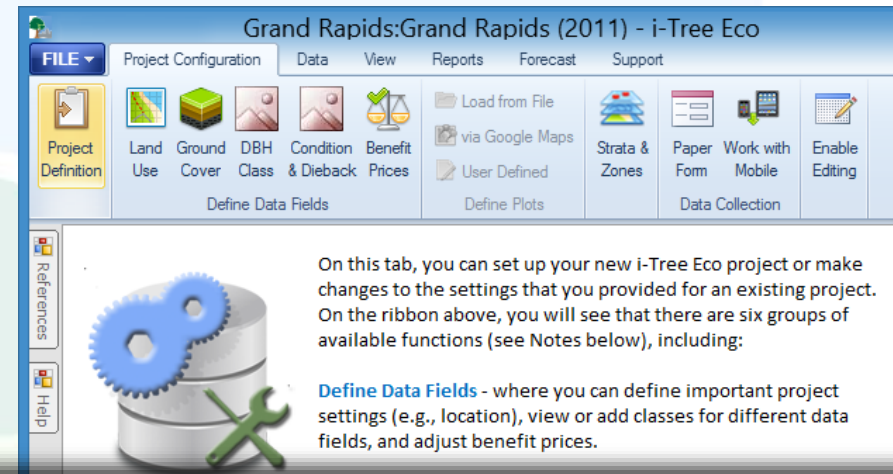 Grand Rapids:Grand Rapids (2011) - i-Tree Eco
FILE Project Configuration Data View Reports Forecast Support
Project Definition
Land Use
Ground Cover
DBH Class
Condition & Dieback
Benefit Prices
Define Data Fields
Load from File
via Google Maps
User Defined
Define Plots
Strata & Zones
Paper Form
Work with Mobile
Data Collection
Enable Editing
References
Help
On this tab, you can set up your new i-Tree Eco project or make
changes to the settings that you provided for an existing project.
On the ribbon above, you will see that there are six groups of
available functions (see Notes below), including:
Define Data Fields - where you can define important project
settings (e.g., location), view or add classes for different data
fields, and adjust benefit prices.